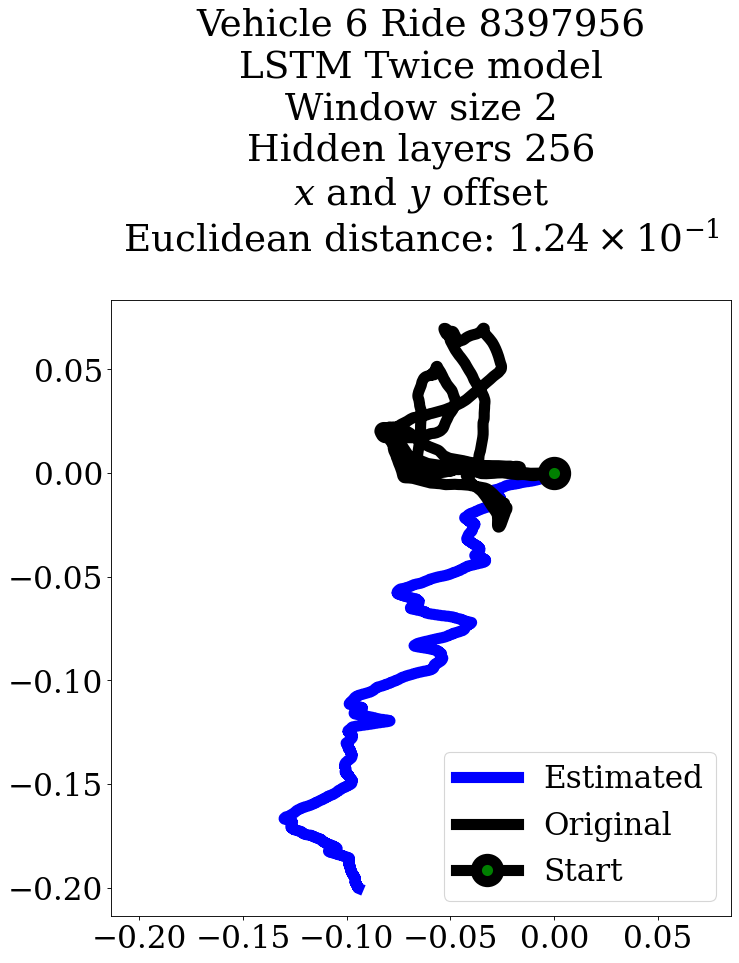 Vehicle 6 Ride 8397956
LSTM Twice model
Window size 2
Hidden layers 256
x and y offset
Euclidean distance: 1.24 × 10⁻¹
0.05
0.00
−0.05
−0.10
−0.15
−0.20
Estimated
Original
Start
−0.20 −0.15 −0.10 −0.05 0.00 0.05